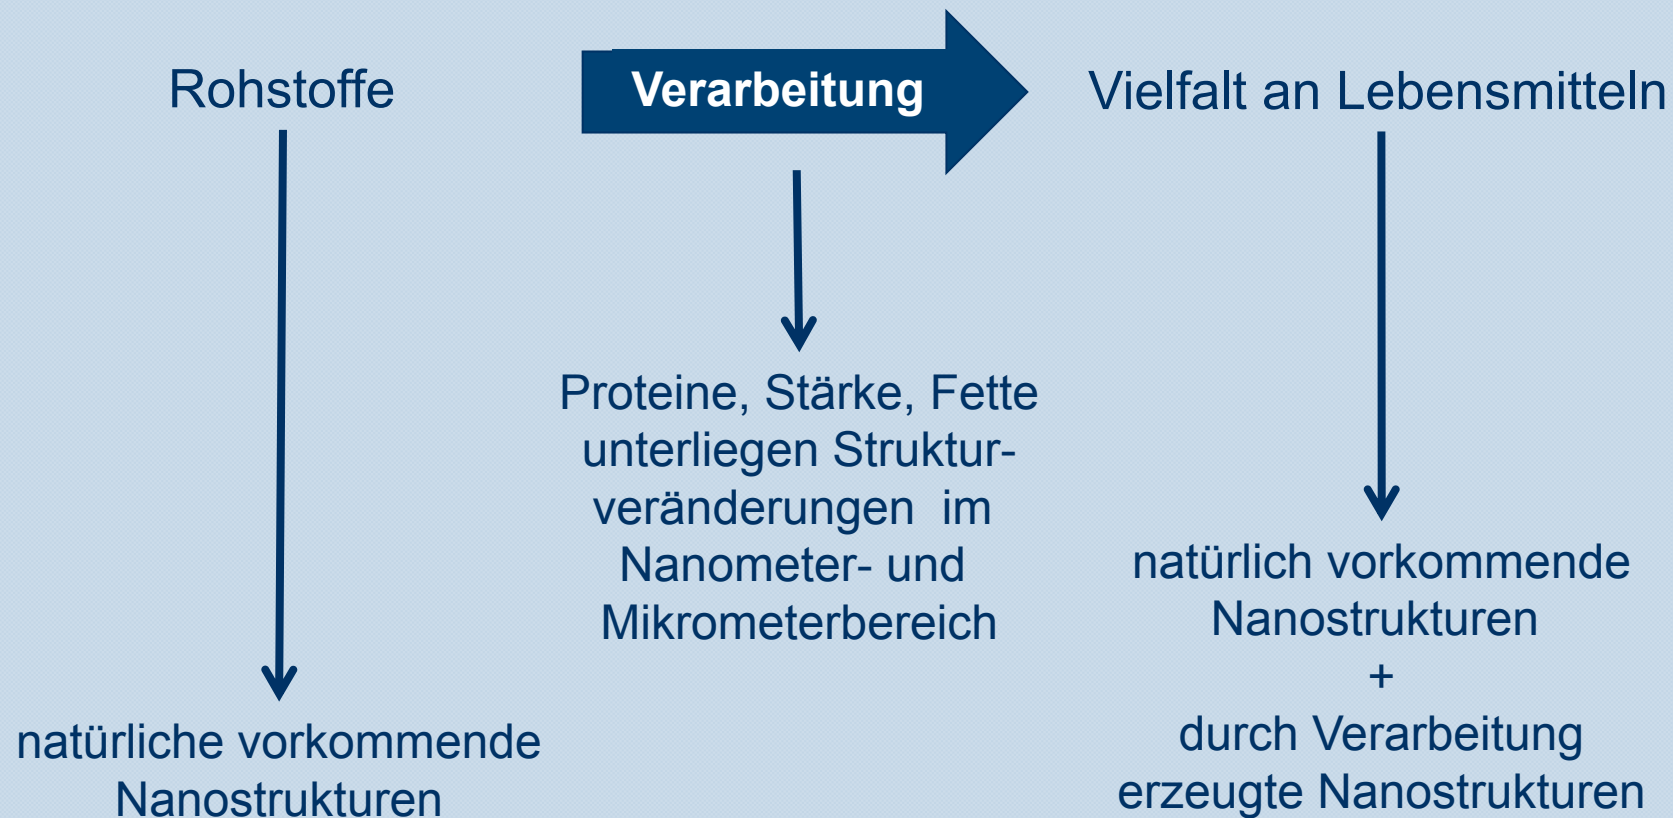 Rohstoffe
Verarbeitung
Vielfalt an Lebensmitteln
Proteine, Stärke, Fette
unterliegen Struktur-
veränderungen im
Nanometer- und
Mikrometerbereich
natürliche vorkommende
Nanostrukturen
natürlich vorkommende
Nanostrukturen
+
durch Verarbeitung
erzeugte Nanostrukturen